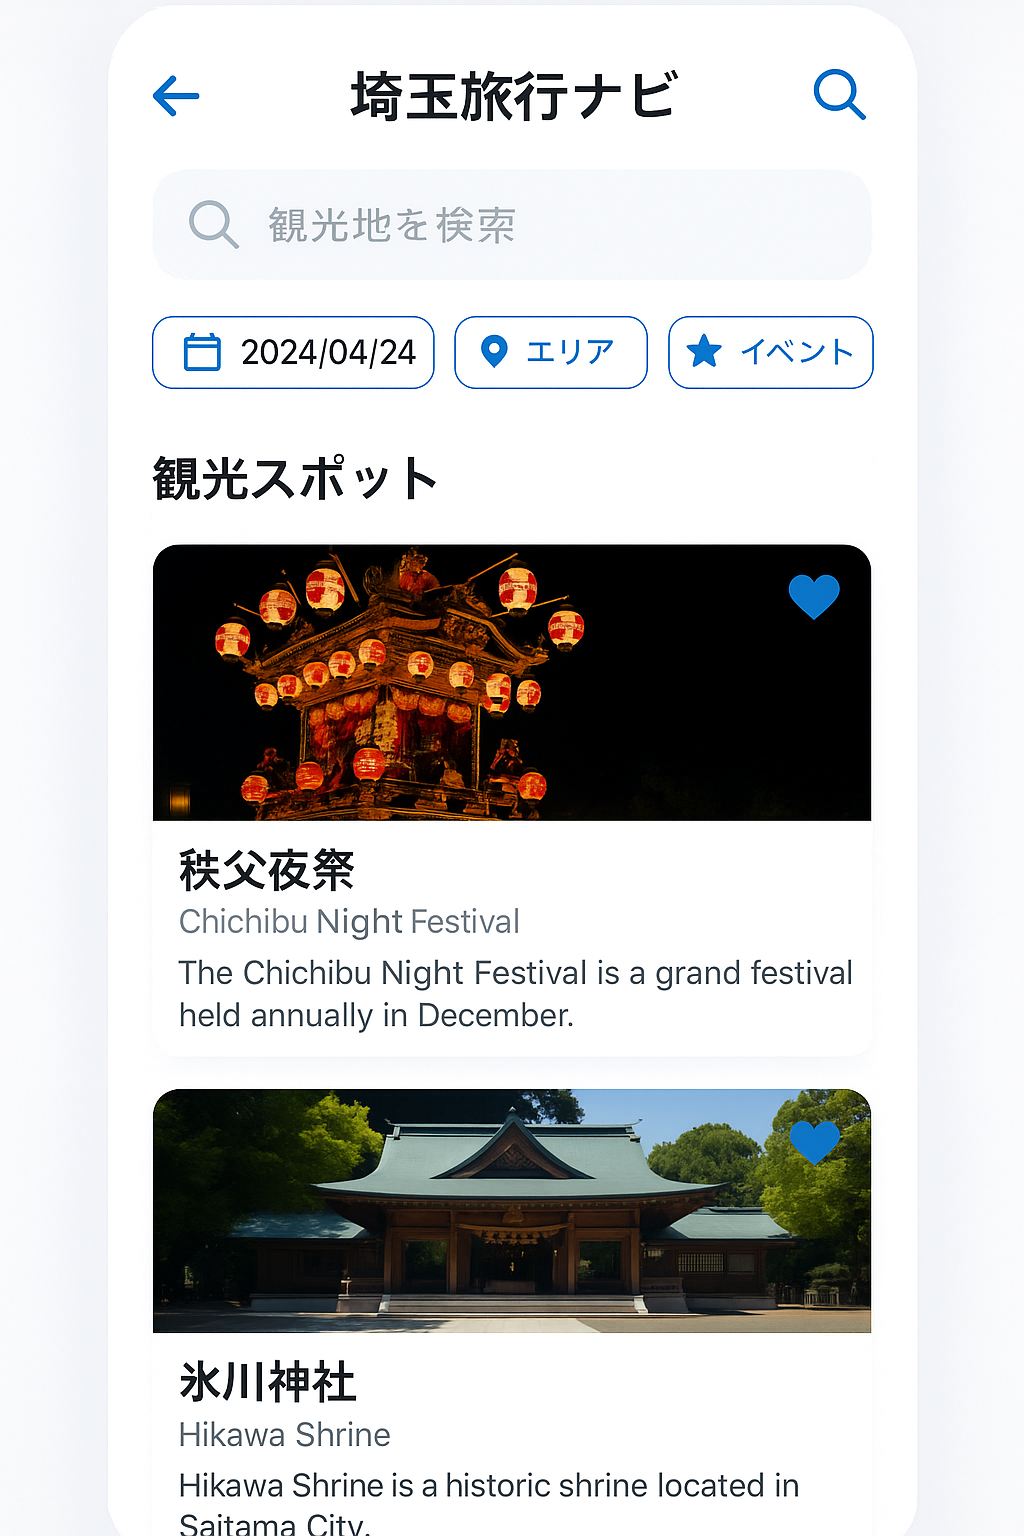 埼玉旅行ナビ
観光地を検索
2024/04/24
エリア
イベント
観光スポット
秩父夜祭
Chichibu Night Festival
The Chichibu Night Festival is a grand festival
held annually in December.
氷川神社
Hikawa Shrine
Hikawa Shrine is a historic shrine located in
Saitama City.